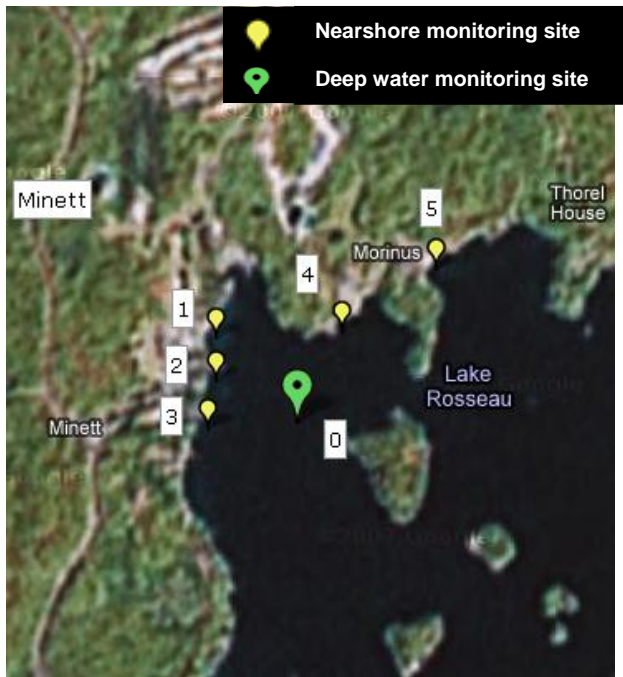 Nearshore monitoring site
Deep water monitoring site
Minett
Thorel
House
5
Morinus
4
1
2
Lake
Rosseau
3
Minett
0